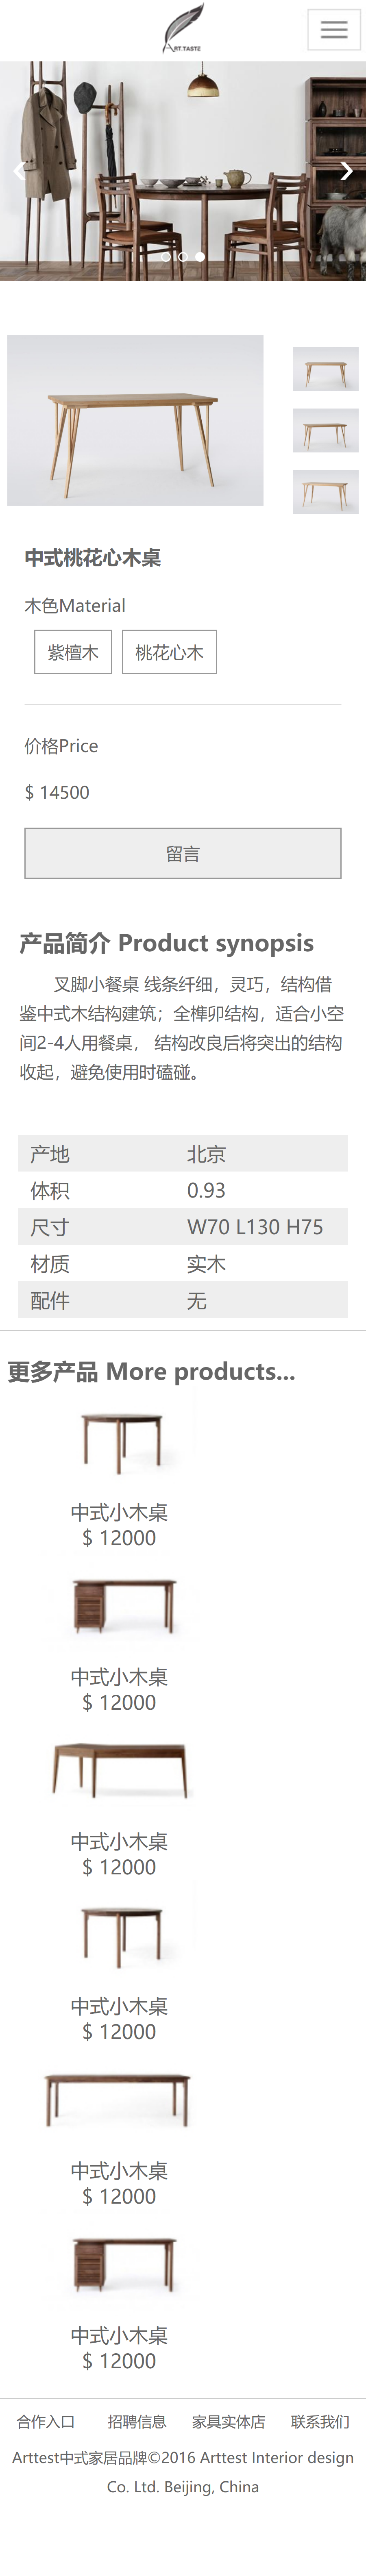 ART.TASTE
中式桃花心木桌
木色Material
紫檀木 桃花心木
价格Price
$ 14500
留言
产品简介 Product synopsis
叉脚小餐桌 线条纤细，灵巧，结构借
鉴中式木结构建筑；全榫卯结构，适合小空
间2-4人用餐桌， 结构改良后将突出的结构
收起，避免使用时磕碰。
产地 北京
体积 0.93
尺寸 W70 L130 H75
材质 实木
配件 无
更多产品 More products...
中式小木桌
$ 12000
中式小木桌
$ 12000
中式小木桌
$ 12000
中式小木桌
$ 12000
中式小木桌
$ 12000
中式小木桌
$ 12000
合作入口 招聘信息 家具实体店 联系我们
Arttest中式家居品牌©2016 Arttest Interior design
Co. Ltd. Beijing, China